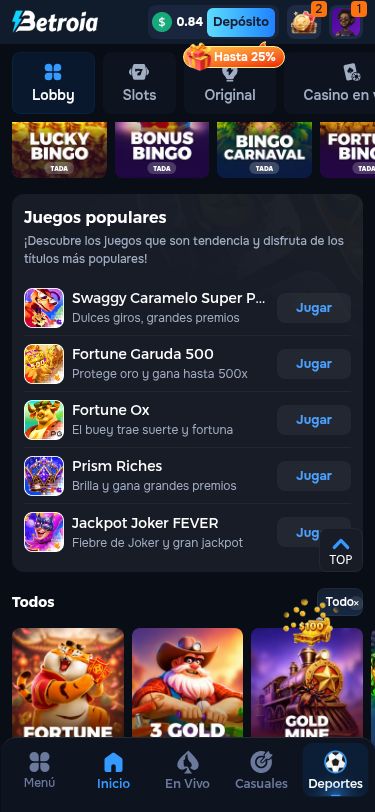 Betroia
$ 0.84 Depósito
2
1
Hasta 25%
Lobby
Slots
Original
Casino en v
LUCKY BINGO
TADA
BONUS BINGO
TADA
BINGO CARNAVAL
TADA
FORTU
BIN
TADA
Juegos populares
¡Descubre los juegos que son tendencia y disfruta de los
títulos más populares!
Swaggy Caramelo Super P...
Dulces giros, grandes premios
Jugar
Fortune Garuda 500
Protege oro y gana hasta 500x
Jugar
Fortune Ox
El buey trae suerte y fortuna
Jugar
Prism Riches
Brilla y gana grandes premios
Jugar
Jackpot Joker FEVER
Fiebre de Joker y gran jackpot
Jug
TOP
Todos
Todo
$100
FORTUNE
3 GOLD
GOLD
MINE
Menú
Inicio
En Vivo
Casuales
Deportes